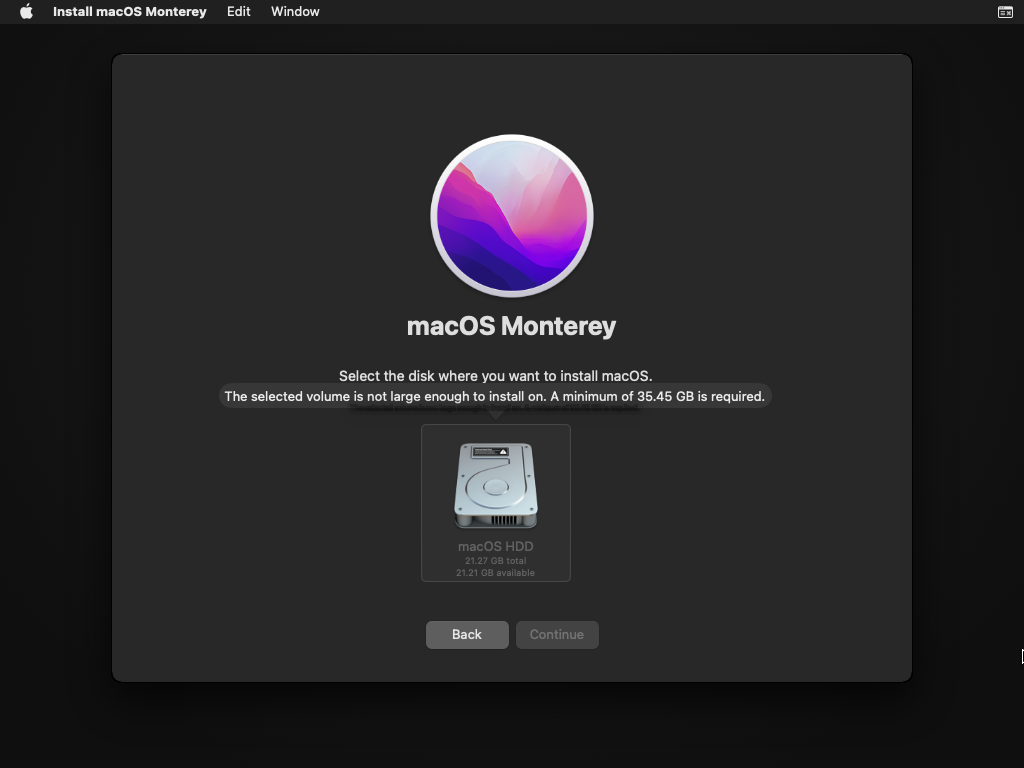 Install macOS Monterey Edit Window
macOS Monterey
Select the disk where you want to install macOS.
The selected volume is not large enough to install on. A minimum of 35.45 GB is required.
macOS HDD
21.27 GB total
21.21 GB available
Back Continue